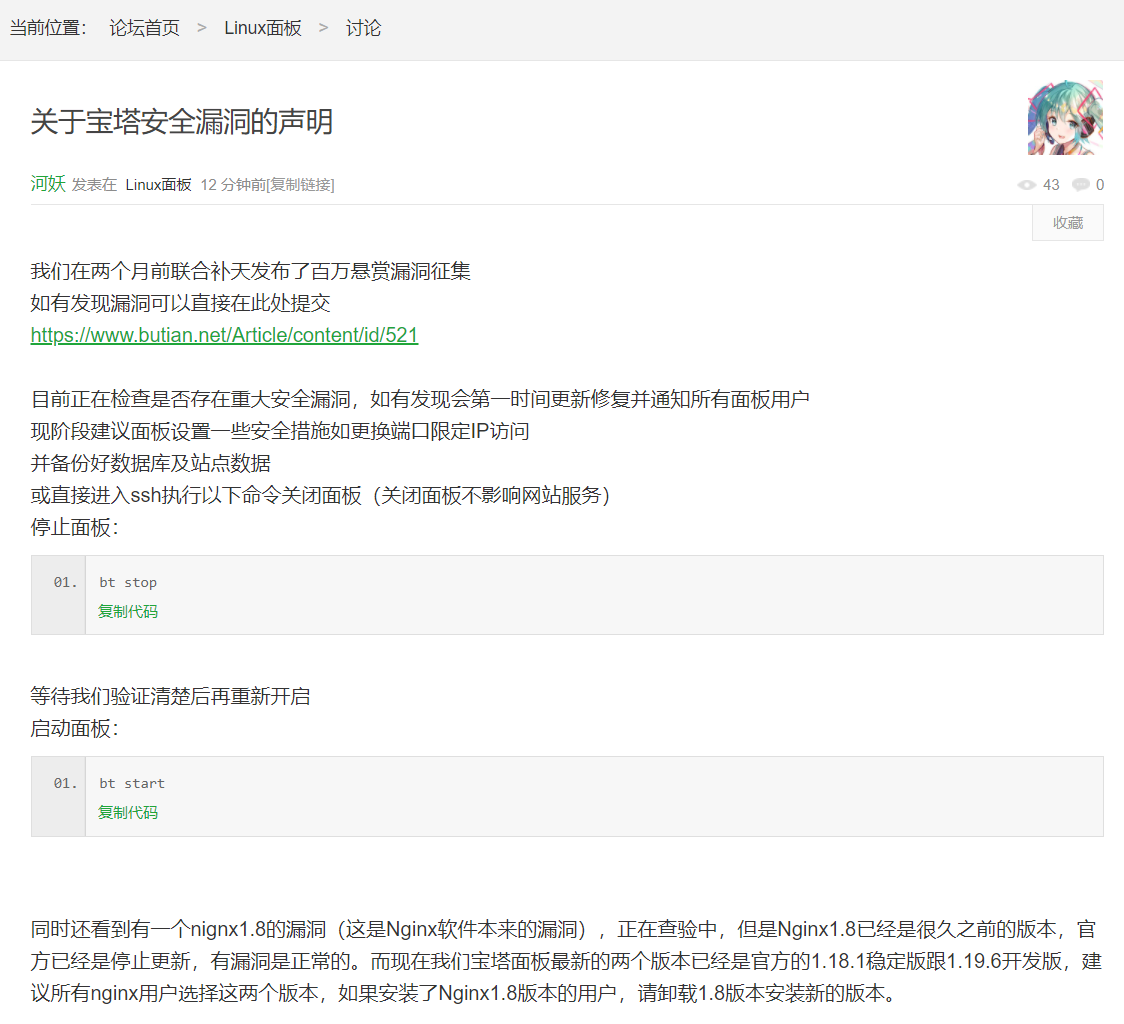 当前位置： 论坛首页 > Linux面板 > 讨论
关于宝塔安全漏洞的声明
河妖 发表在 Linux面板 12 分钟前[复制链接]
43 0
收藏
我们在两个月前联合补天发布了百万悬赏漏洞征集
如有发现漏洞可以直接在此处提交
https://www.butian.net/Article/content/id/521
目前正在检查是否存在重大安全漏洞，如有发现会第一时间更新修复并通知所有面板用户
现阶段建议面板设置一些安全措施如更换端口限定IP访问
并备份好数据库及站点数据
或直接进入ssh执行以下命令关闭面板（关闭面板不影响网站服务）
停止面板：
01. bt stop
复制代码
等待我们验证清楚后再重新开启
启动面板：
01. bt start
复制代码
同时还看到有一个nignx1.8的漏洞（这是Nginx软件本来的漏洞），正在查验中，但是Nginx1.8已经是很久之前的版本，官
方已经是停止更新，有漏洞是正常的。而现在我们宝塔面板最新的两个版本已经是官方的1.18.1稳定版跟1.19.6开发版，建
议所有nginx用户选择这两个版本，如果安装了Nginx1.8版本的用户，请卸载1.8版本安装新的版本。